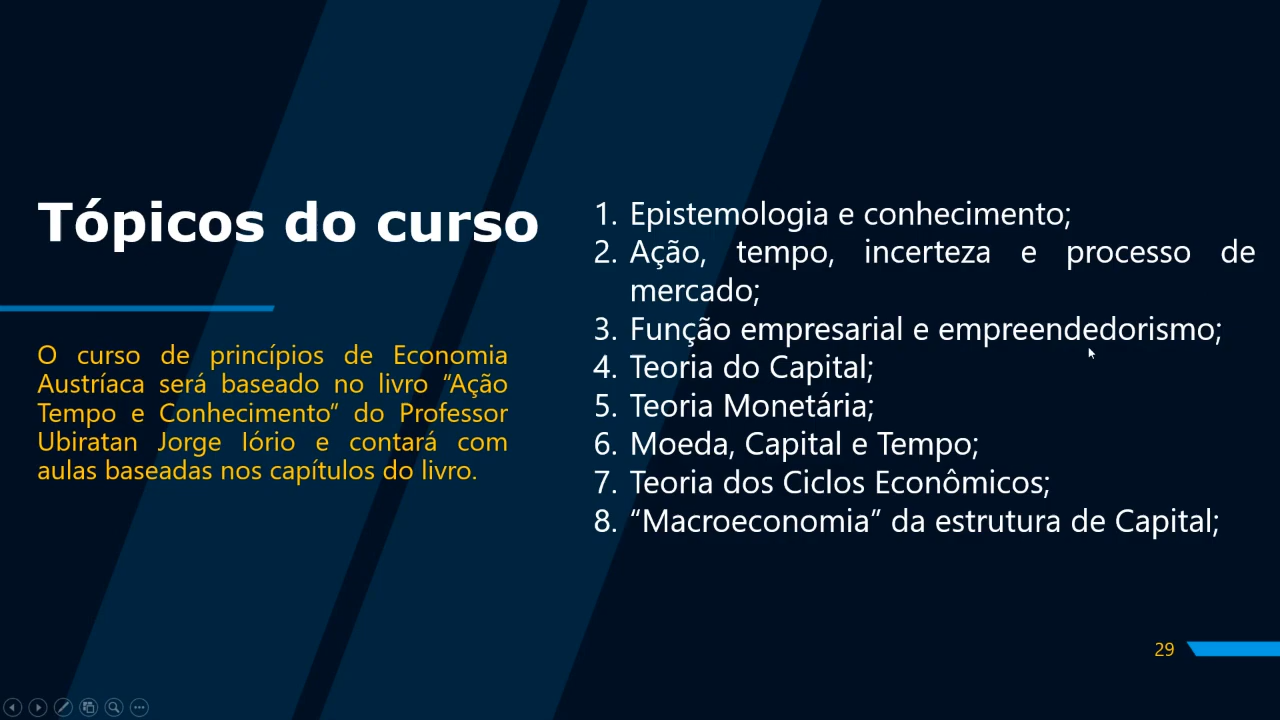 Tópicos do curso
O curso de princípios de Economia
Austríaca será baseado no livro “Ação
Tempo e Conhecimento” do Professor
Ubiratan Jorge Iório e contará com
aulas baseadas nos capítulos do livro.
1. Epistemologia e conhecimento;
2. Ação, tempo, incerteza e processo de
mercado;
3. Função empresarial e empreendedorismo;
4. Teoria do Capital;
5. Teoria Monetária;
6. Moeda, Capital e Tempo;
7. Teoria dos Ciclos Econômicos;
8. “Macroeconomia” da estrutura de Capital;
29